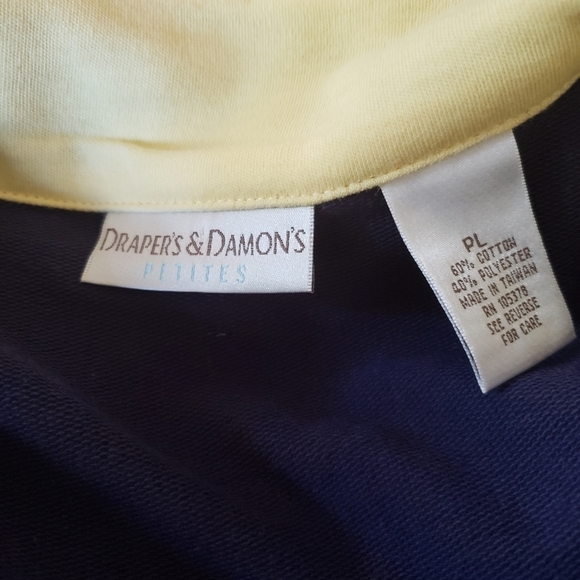 DRAPER'S & DAMON'S
PETITES
PL
60% COTTON
40% POLYESTER
MADE IN TAIWAN
RN 105378
SEE REVERSE
FOR CARE